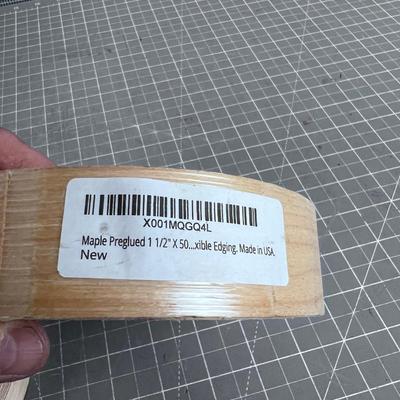 X001MQGQ4L
Maple Preglued 1 1/2" X 50...xible Edging. Made in USA.
New